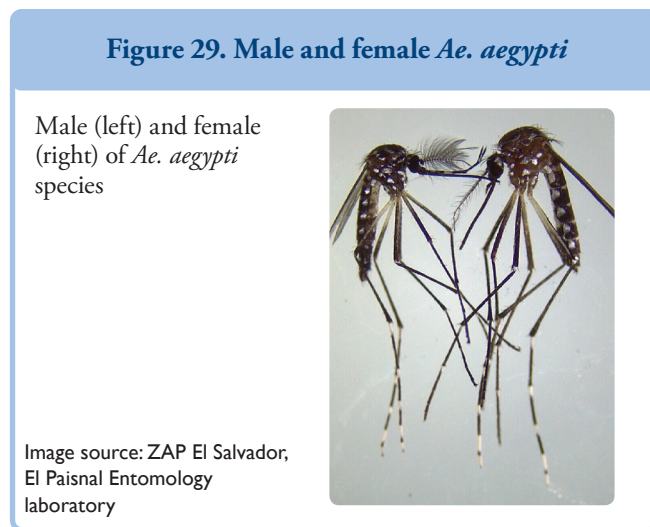 Figure 29. Male and female Ae. aegypti
Male (left) and female
(right) of Ae. aegypti
species
Image source: ZAP El Salvador,
El Paisnal Entomology
laboratory